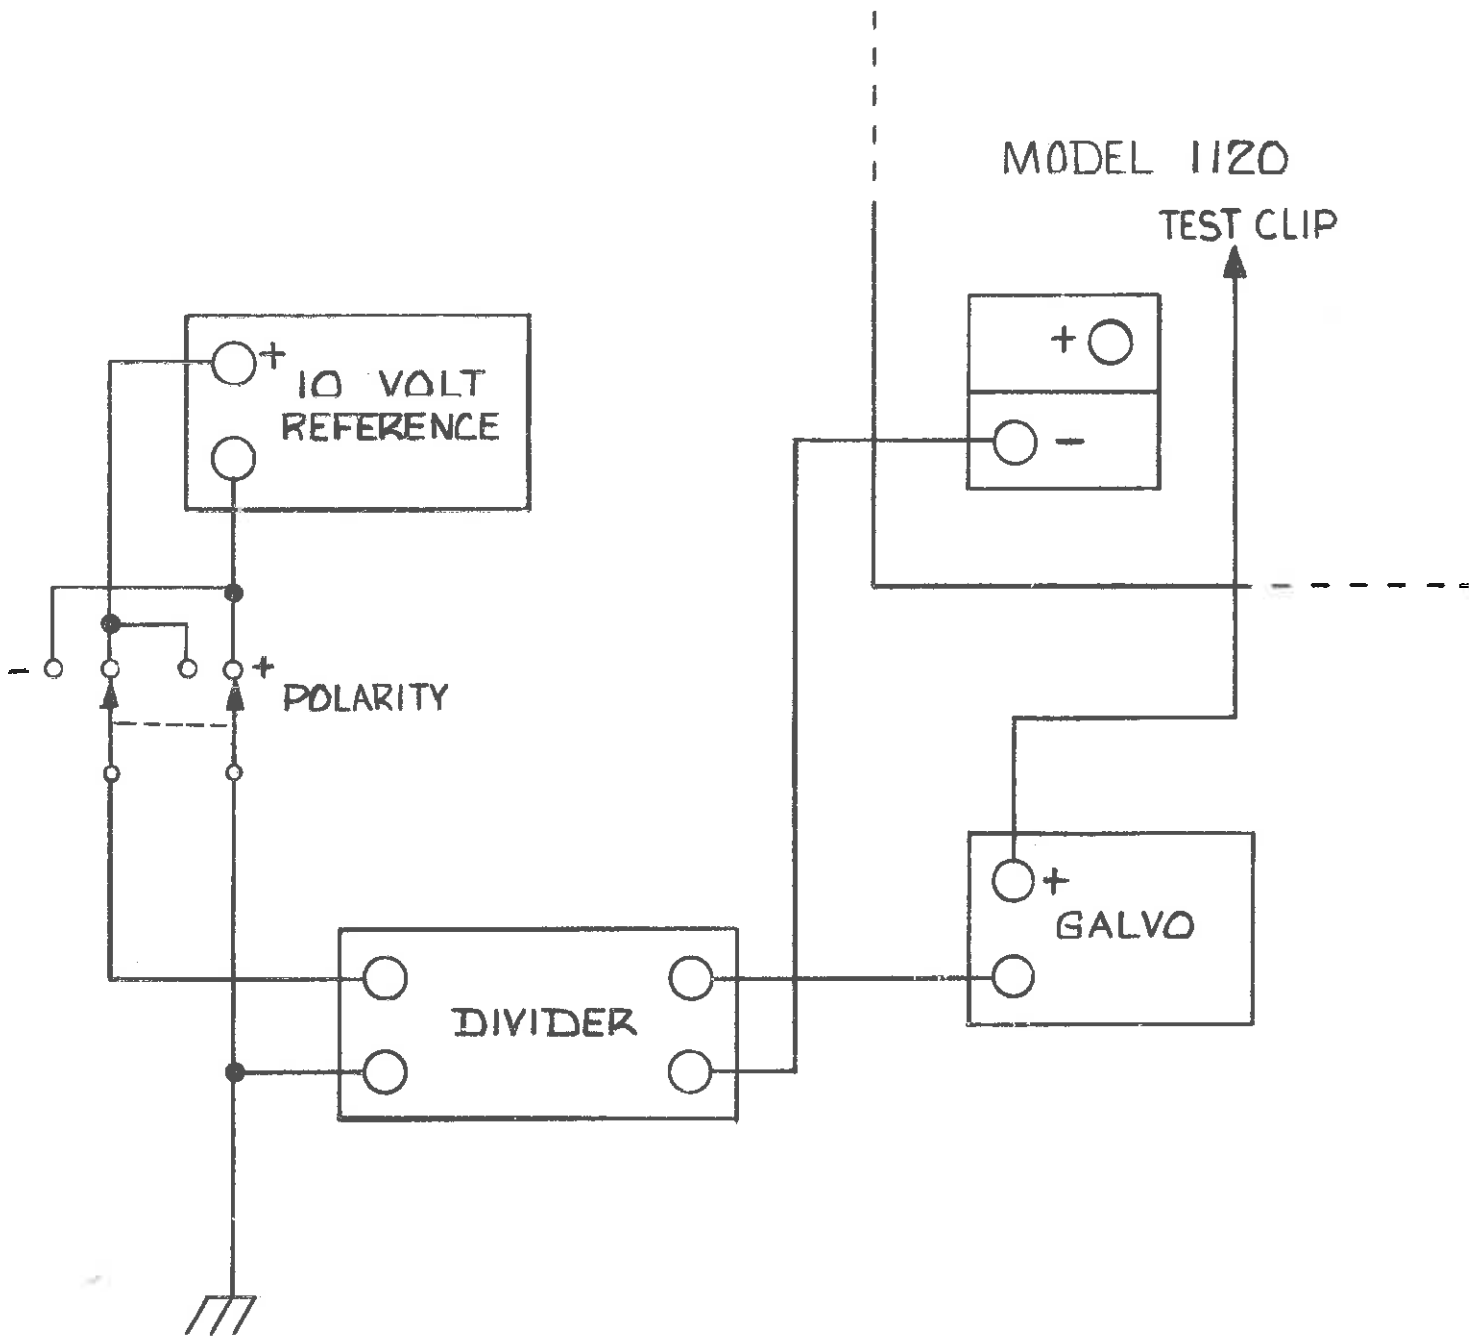 MODEL 1120
TEST CLIP
+
-
+
10 VOLT
REFERENCE
-
+
POLARITY
+
GALVO
DIVIDER